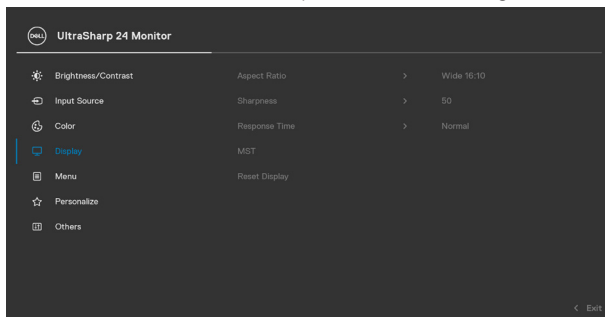 DELL UltraSharp 24 Monitor
Brightness/Contrast Aspect Ratio > Wide 16:10
Input Source Sharpness > 50
Color Response Time > Normal
Display MST
Menu Reset Display
Personalize
Others
< Exit